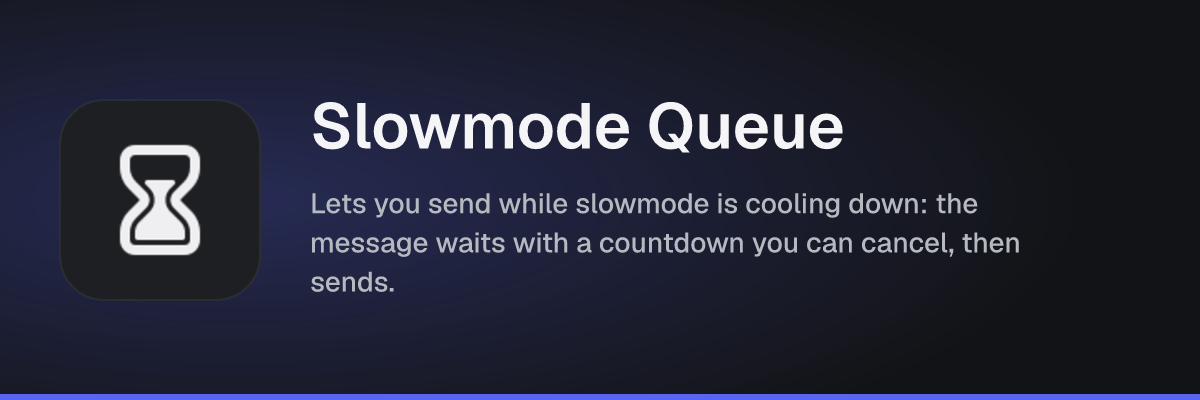 Slowmode Queue
Lets you send while slowmode is cooling down: the
message waits with a countdown you can cancel, then
sends.